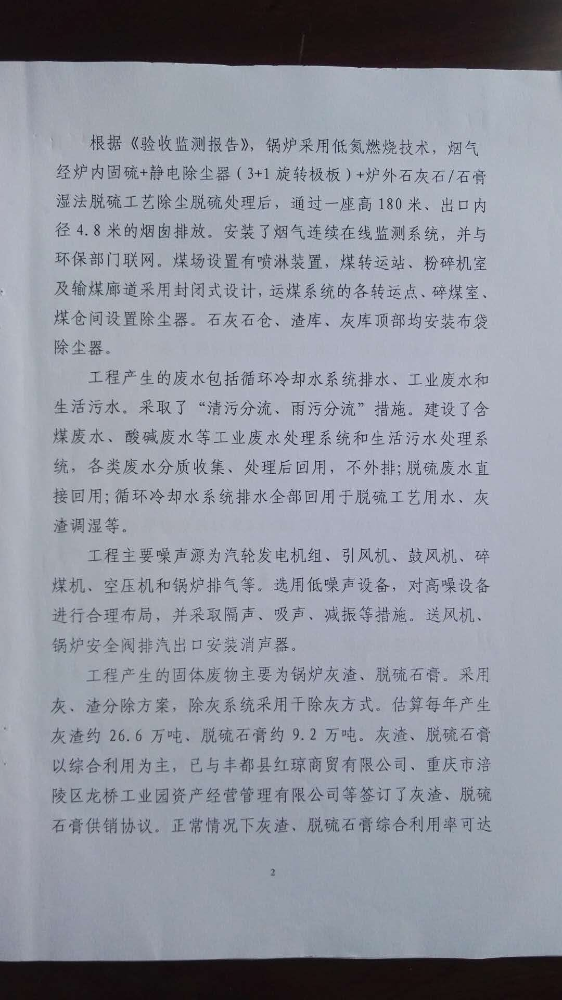 根据《验收监测报告》，锅炉采用低氮燃烧技术，烟气
经炉内固硫+静电除尘器（3+1 旋转极板）+炉外石灰石/石膏
湿法脱硫工艺除尘脱硫处理后，通过一座高 180 米、出口内
径 4.8 米的烟囱排放。安装了烟气连续在线监测系统，并与
环保部门联网。煤场设置有喷淋装置，煤转运站、粉碎机室
及输煤廊道采用封闭式设计，运煤系统的各转运点、碎煤室、
煤仓间设置除尘器。石灰石仓、渣库、灰库顶部均安装布袋
除尘器。
工程产生的废水包括循环冷却水系统排水、工业废水和
生活污水。采取了“清污分流、雨污分流”措施。建设了含
煤废水、酸碱废水等工业废水处理系统和生活污水处理系
统，各类废水分质收集、处理后回用，不外排；脱硫废水直
接回用；循环冷却水系统排水全部回用于脱硫工艺用水、灰
渣调湿等。
工程主要噪声源为汽轮发电机组、引风机、鼓风机、碎
煤机、空压机和锅炉排气等。选用低噪声设备，对高噪设备
进行合理布局，并采取隔声、吸声、减振等措施。送风机、
锅炉安全阀排汽出口安装消声器。
工程产生的固体废物主要为锅炉灰渣、脱硫石膏。采用
灰、渣分除方案，除灰系统采用干除灰方式。估算每年产生
灰渣约 26.6 万吨、脱硫石膏约 9.2 万吨。灰渣、脱硫石膏
以综合利用为主，已与丰都县红琼商贸有限公司、重庆市涪
陵区龙桥工业园资产经营管理有限公司等签订了灰渣、脱硫
石膏供销协议。正常情况下灰渣、脱硫石膏综合利用率可达
2